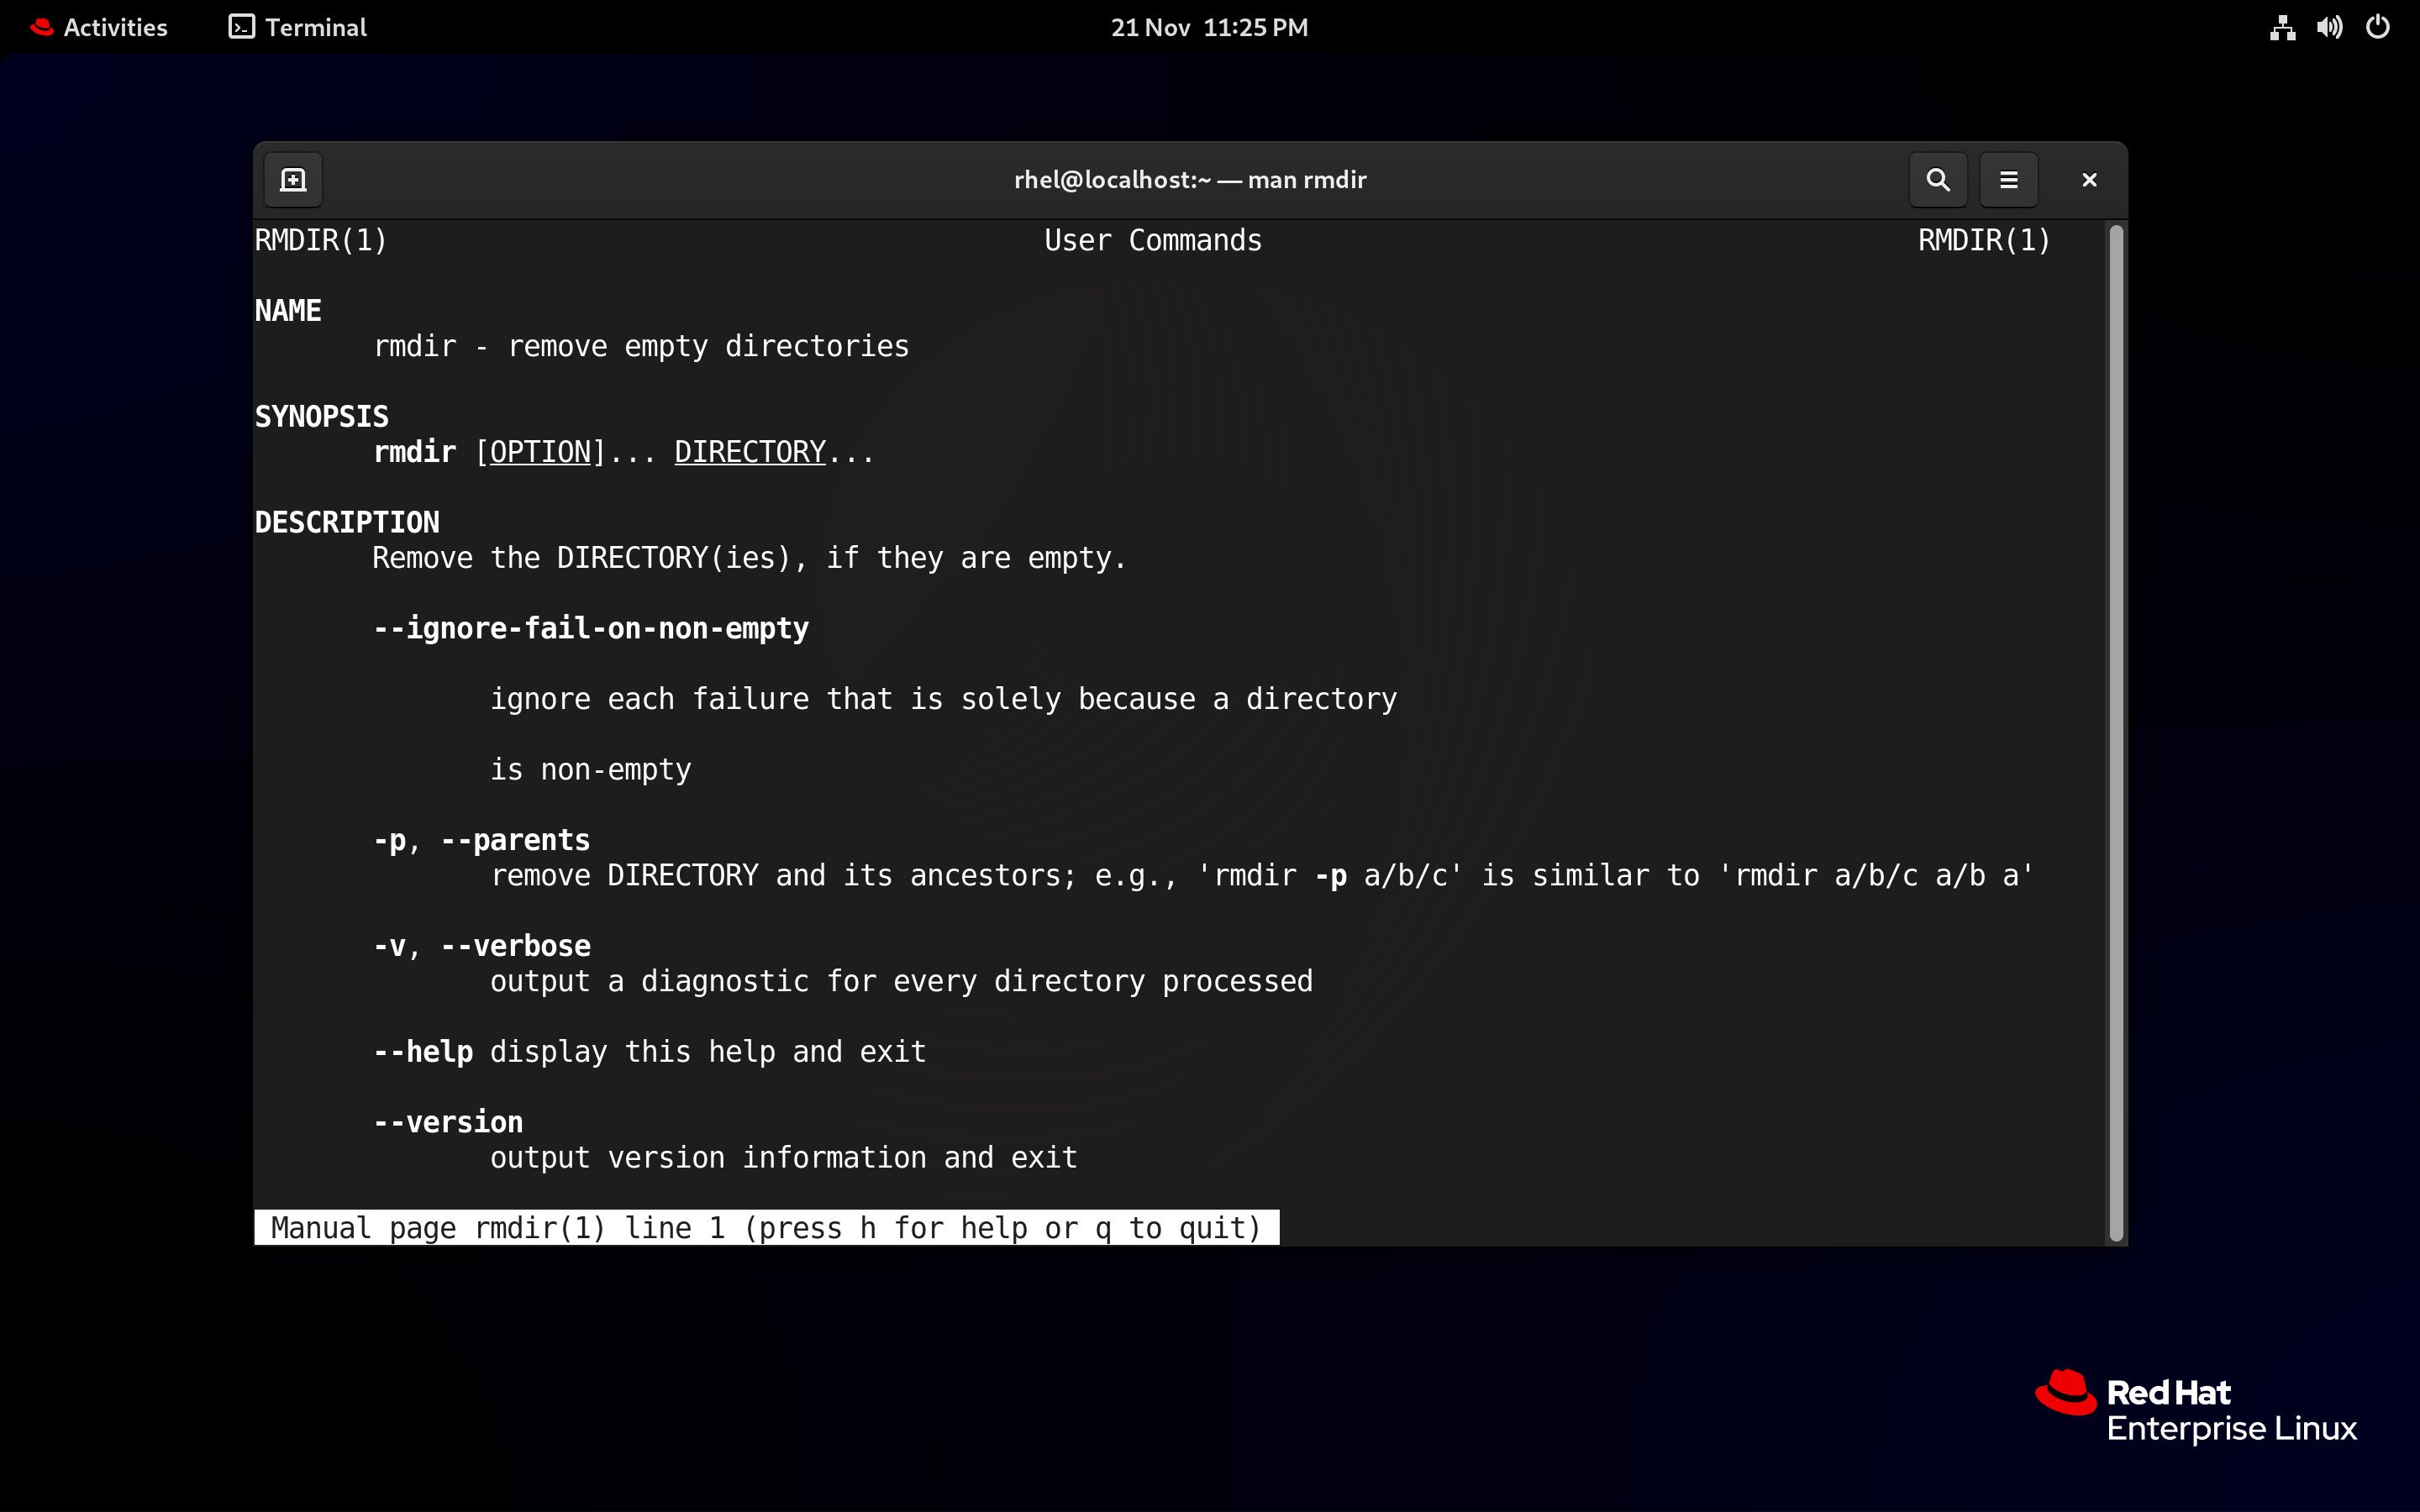 Activities Terminal 21 Nov 11:25 PM
rhel@localhost:~ — man rmdir
RMDIR(1) User Commands RMDIR(1)
NAME
rmdir - remove empty directories
SYNOPSIS
rmdir [OPTION]... DIRECTORY...
DESCRIPTION
Remove the DIRECTORY(ies), if they are empty.
--ignore-fail-on-non-empty
ignore each failure that is solely because a directory
is non-empty
-p, --parents
remove DIRECTORY and its ancestors; e.g., 'rmdir -p a/b/c' is similar to 'rmdir a/b/c a/b a'
-v, --verbose
output a diagnostic for every directory processed
--help display this help and exit
--version
output version information and exit
Manual page rmdir(1) line 1 (press h for help or q to quit)
Red Hat
Enterprise Linux